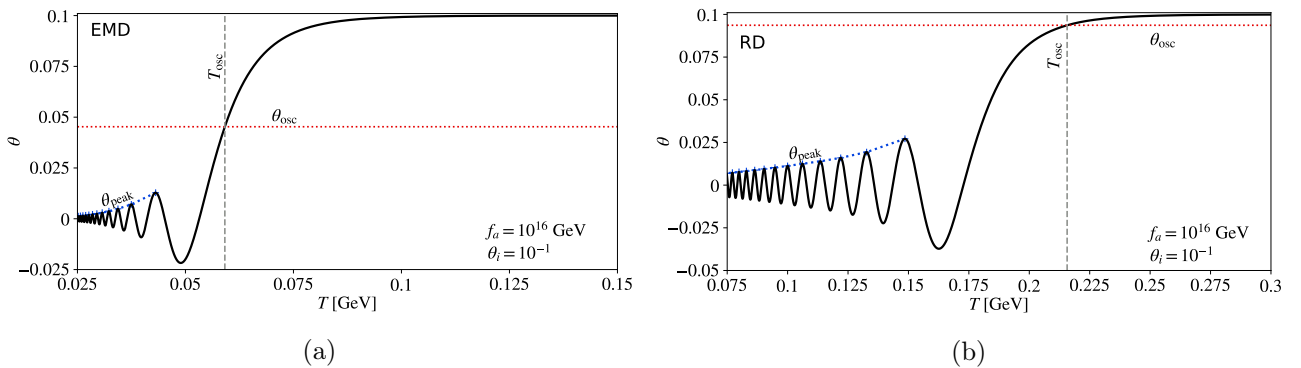 EMD
0.1
0.075
0.05
0.025
0
−0.025
θ
T_osc
θ_osc
θ_peak
f_a = 10^16 GeV
θ_i = 10^-1
0.025 0.05 0.075 0.1 0.125 0.15
T [GeV]
(a)
RD
0.1
0.075
0.05
0.025
0
−0.025
−0.05
θ
T_osc
θ_osc
θ_peak
f_a = 10^16 GeV
θ_i = 10^-1
0.075 0.1 0.125 0.15 0.175 0.2 0.225 0.25 0.275 0.3
T [GeV]
(b)